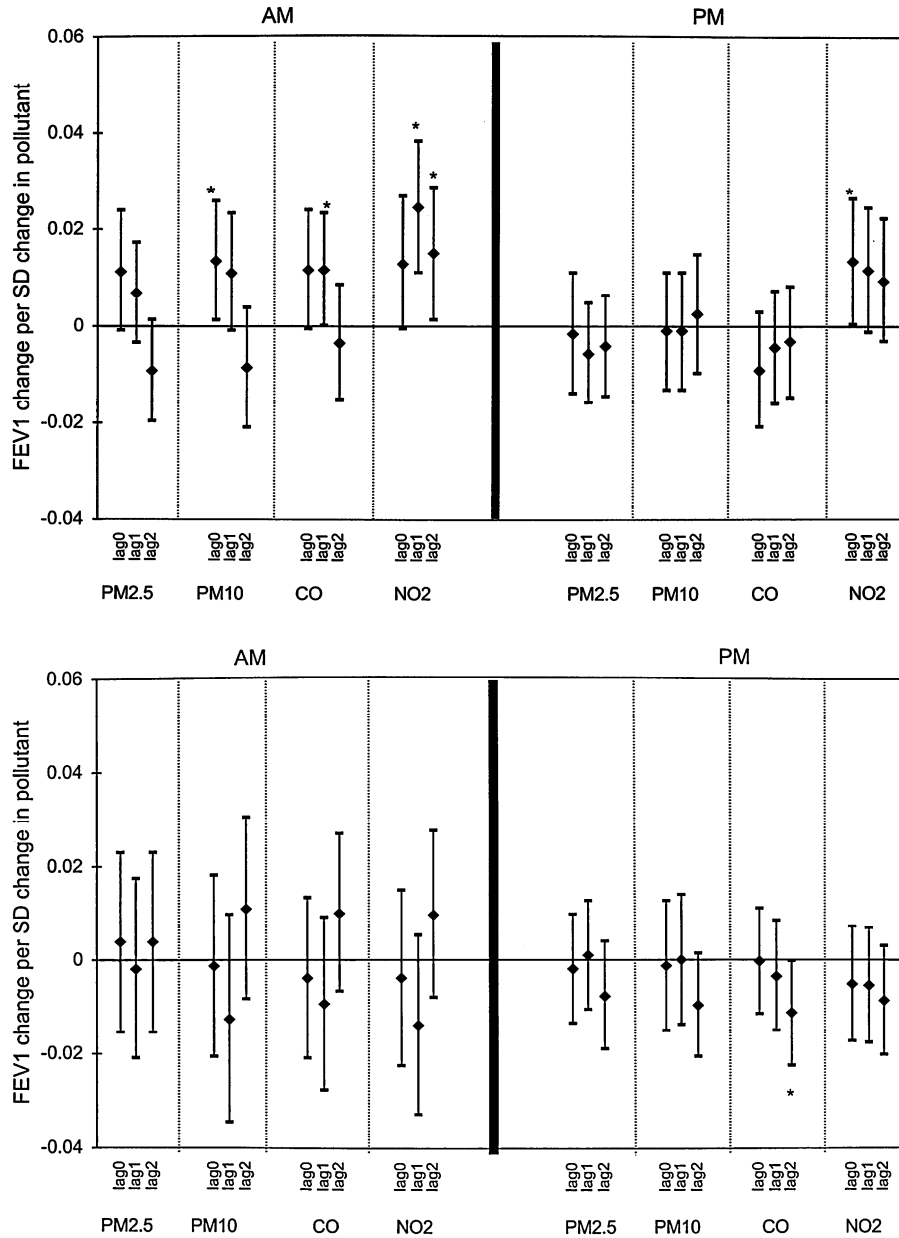 AM PM
0.06
0.04
0.02
0
-0.02
-0.04
FEV1 change per SD change in pollutant
* * * * * *
lag0 lag1 lag2 lag0 lag1 lag2 lag0 lag1 lag2 lag0 lag1 lag2 lag0 lag1 lag2 lag0 lag1 lag2 lag0 lag1 lag2 lag0 lag1 lag2
PM2.5 PM10 CO NO2 PM2.5 PM10 CO NO2
AM PM
0.06
0.04
0.02
0
-0.02
-0.04
FEV1 change per SD change in pollutant
*
lag0 lag1 lag2 lag0 lag1 lag2 lag0 lag1 lag2 lag0 lag1 lag2 lag0 lag1 lag2 lag0 lag1 lag2 lag0 lag1 lag2 lag0 lag1 lag2
PM2.5 PM10 CO NO2 PM2.5 PM10 CO NO2